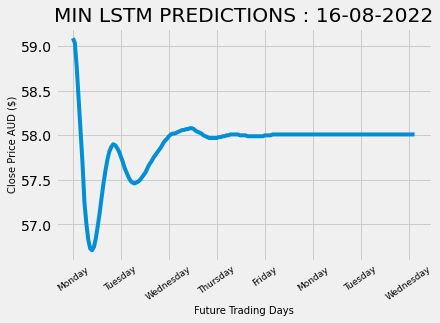 MIN LSTM PREDICTIONS : 16-08-2022
59.0
58.5
58.0
57.5
57.0
Close Price AUD ($)
Monday Tuesday Wednesday Thursday Friday Monday Tuesday Wednesday
Future Trading Days